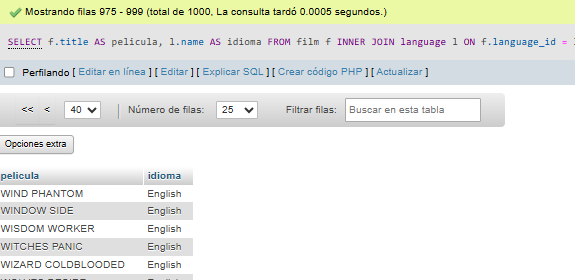 Mostrando filas 975 - 999 (total de 1000, La consulta tardó 0.0005 segundos.)
SELECT f.title AS pelicula, l.name AS idioma FROM film f INNER JOIN language l ON f.language_id =
Perfilando [ Editar en línea ] [ Editar ] [ Explicar SQL ] [ Crear código PHP ] [ Actualizar ]
<< < 40 Número de filas: 25 Filtrar filas: Buscar en esta tabla
Opciones extra
pelicula idioma
WIND PHANTOM English
WINDOW SIDE English
WISDOM WORKER English
WITCHES PANIC English
WIZARD COLDBLOODED English